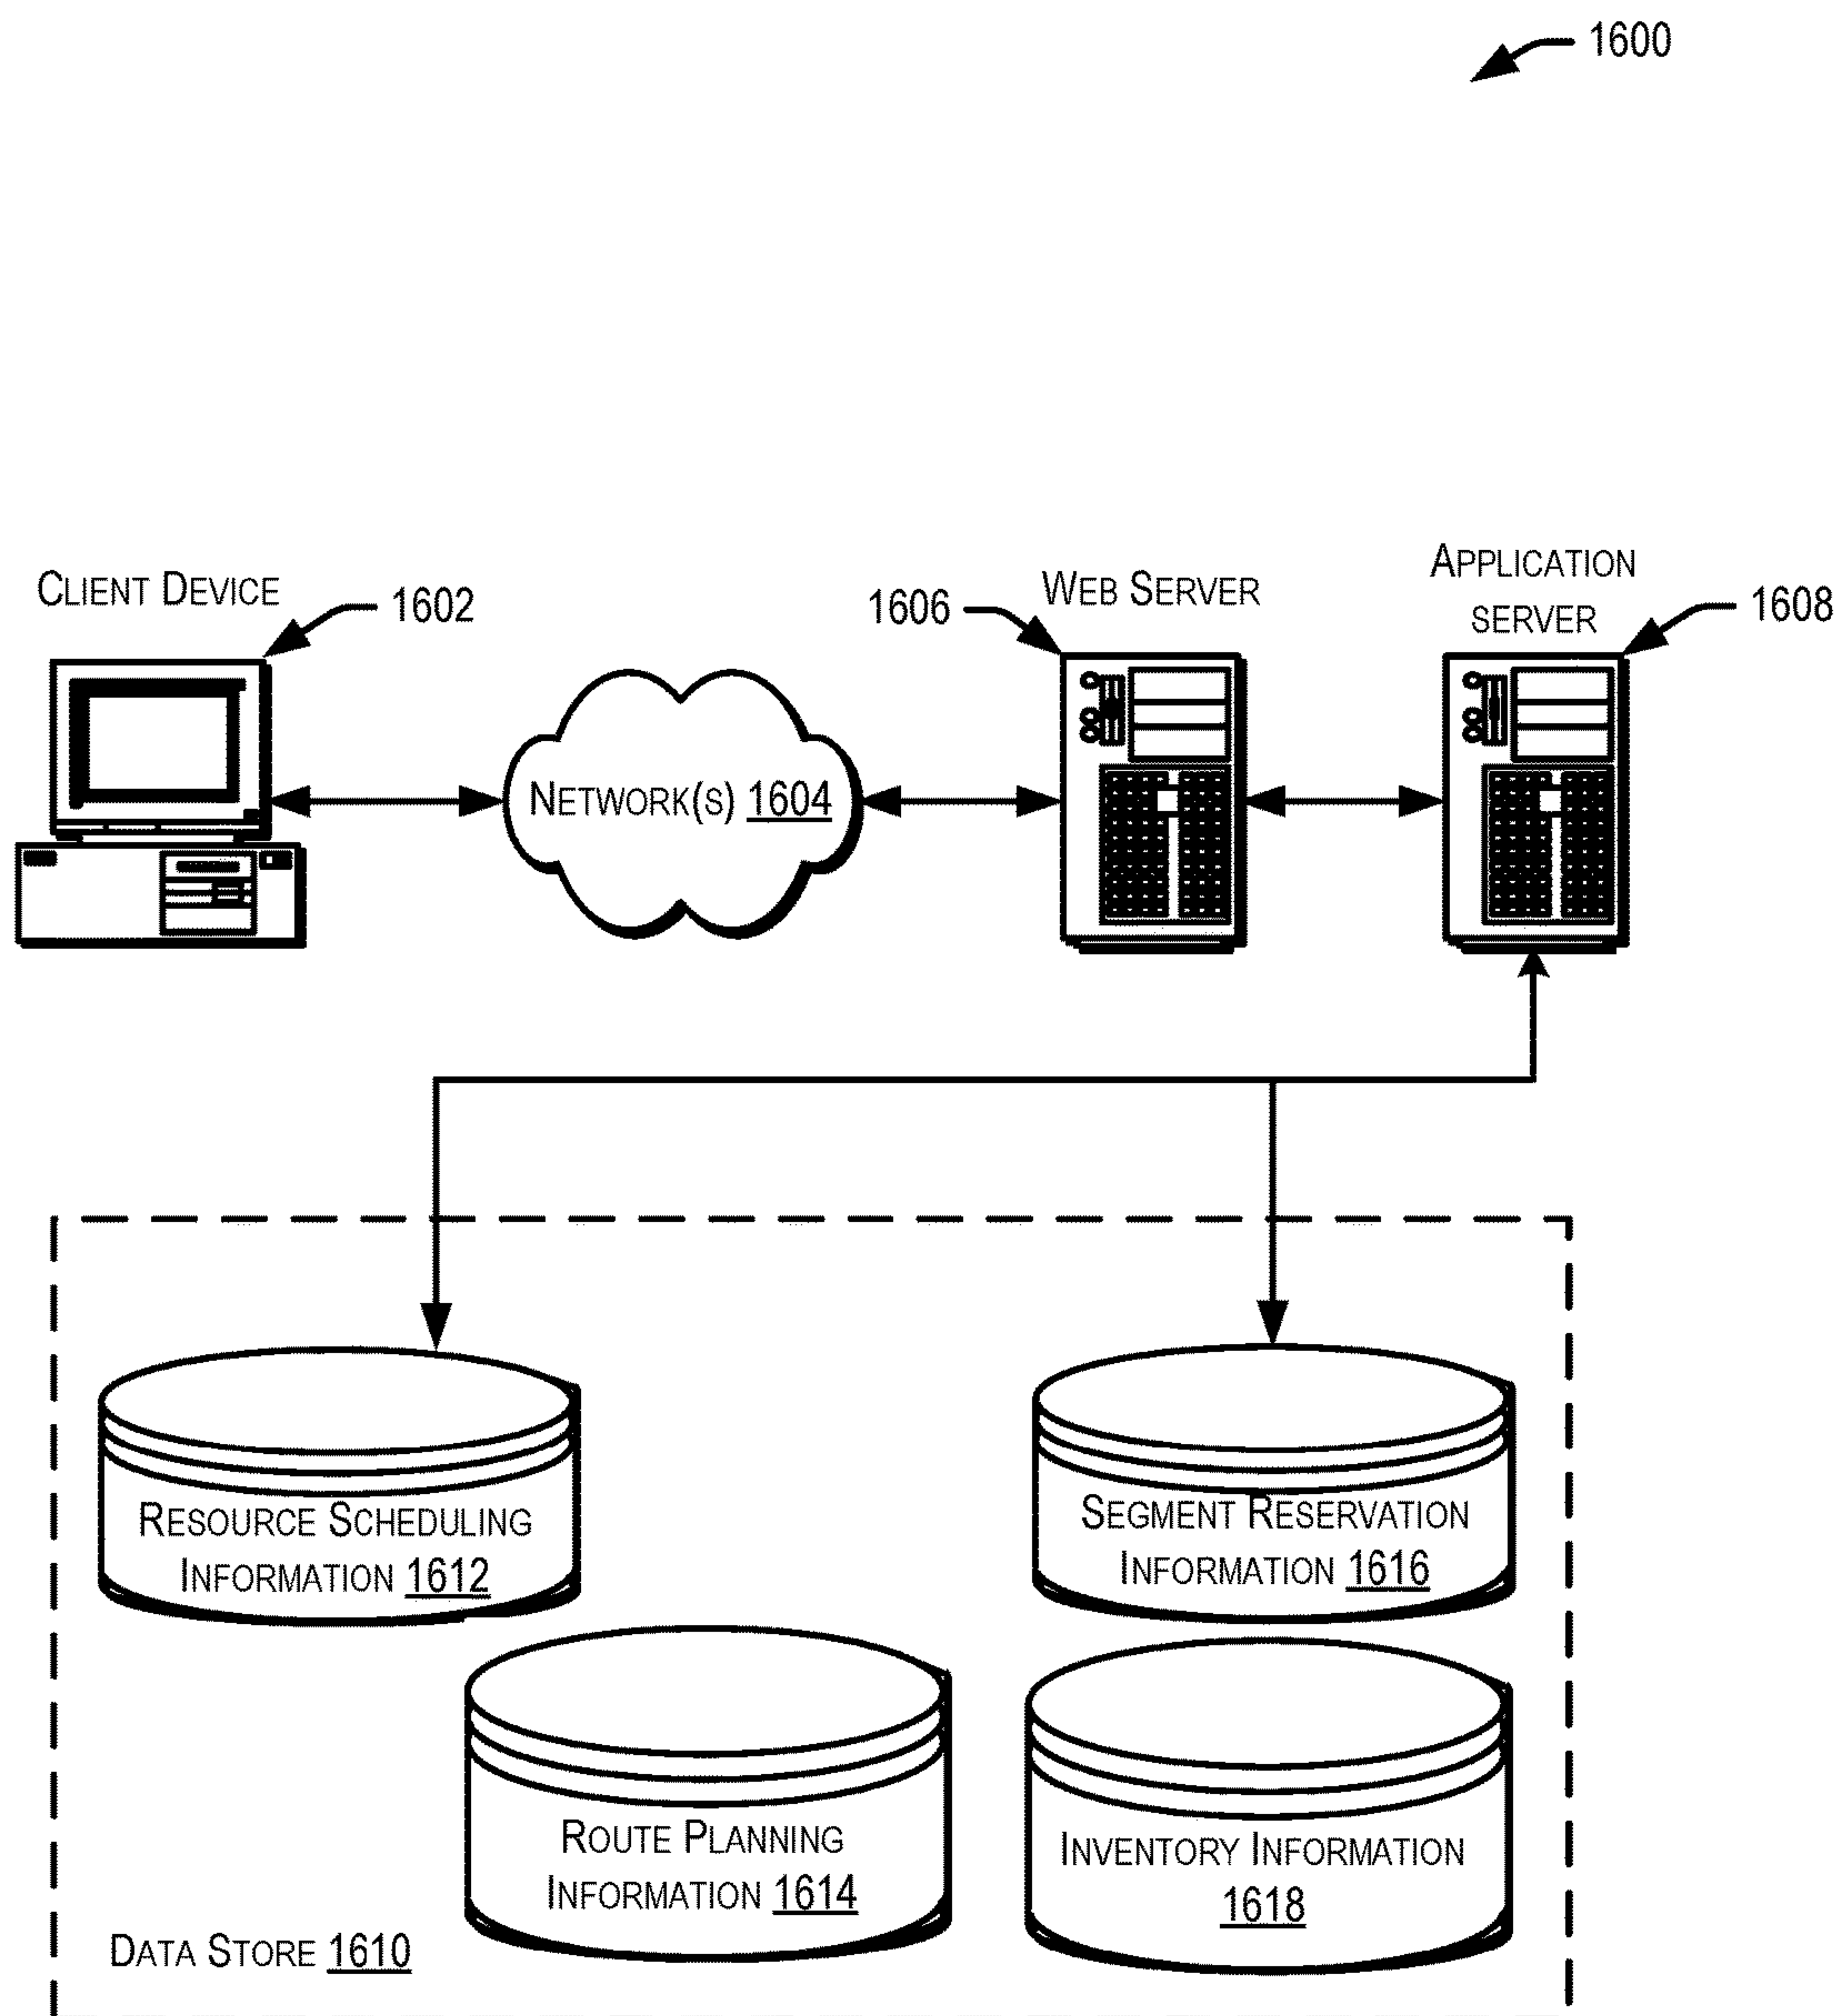 1600
CLIENT DEVICE
1602
1606
WEB SERVER
APPLICATION
SERVER
1608
NETWORK(S) 1604
RESOURCE SCHEDULING
INFORMATION 1612
SEGMENT RESERVATION
INFORMATION 1616
ROUTE PLANNING
INFORMATION 1614
INVENTORY INFORMATION
1618
DATA STORE 1610